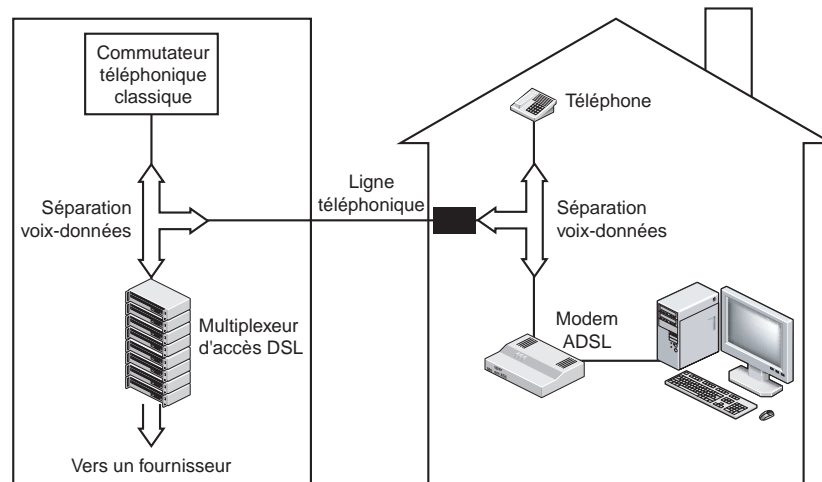 Commutateur
téléphonique
classique
Téléphone
Ligne
téléphonique
Séparation
voix-données
Séparation
voix-données
Multiplexeur
d'accès DSL
Modem
ADSL
Vers un fournisseur